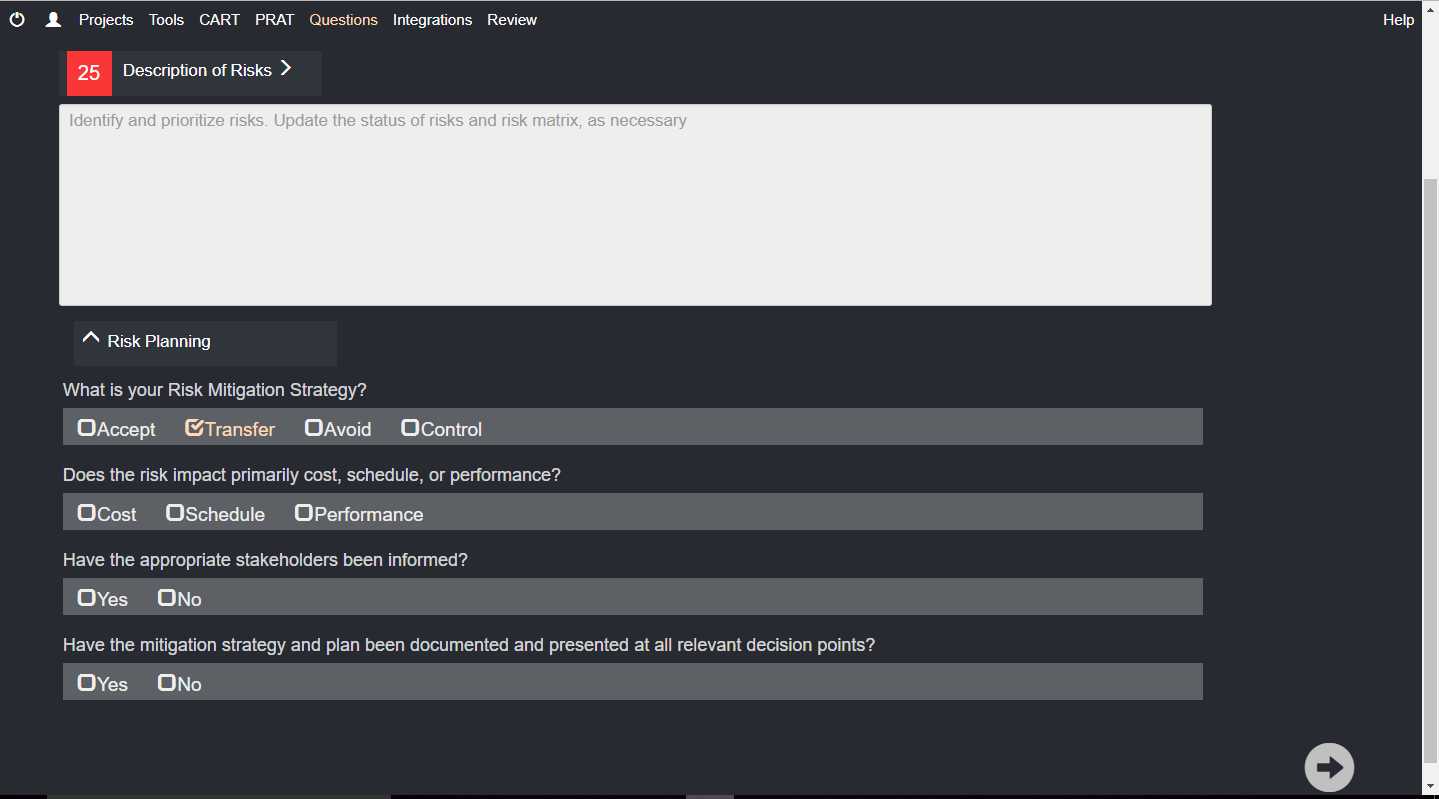 Projects Tools CART PRAT Questions Integrations Review Help
25 Description of Risks
Identify and prioritize risks. Update the status of risks and risk matrix, as necessary
Risk Planning
What is your Risk Mitigation Strategy?
Accept Transfer Avoid Control
Does the risk impact primarily cost, schedule, or performance?
Cost Schedule Performance
Have the appropriate stakeholders been informed?
Yes No
Have the mitigation strategy and plan been documented and presented at all relevant decision points?
Yes No